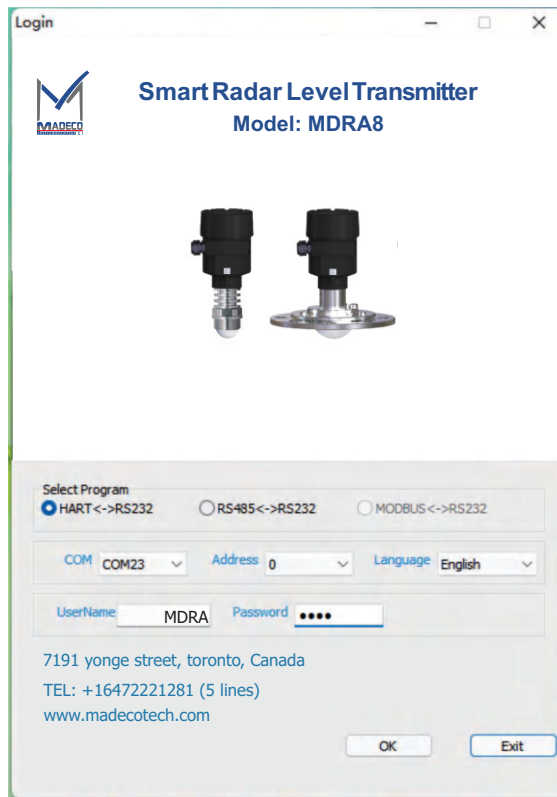 Login
MADECO
Smart Radar Level Transmitter
Model: MDRA8
Select Program
HART<->RS232 RS485<->RS232 MODBUS<->RS232
COM COM23 Address 0 Language English
UserName MDRA Password ••••
7191 yonge street, toronto, Canada
TEL: +16472221281 (5 lines)
www.madecotech.com
OK Exit